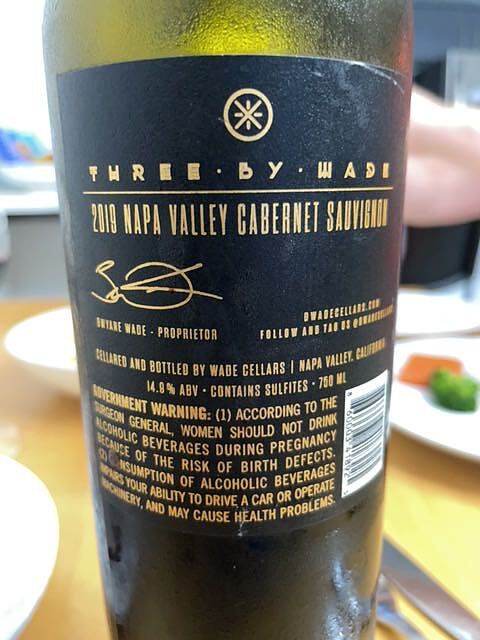 THREE · BY · WADE
2019 NAPA VALLEY CABERNET SAUVIGNON
DWYANE WADE · PROPRIETOR
DWADECELLARS.COM
FOLLOW AND TAG US @DWADECELLARS
CELLARED AND BOTTLED BY WADE CELLARS | NAPA VALLEY, CALIFORNIA
14.9% ABV · CONTAINS SULFITES · 750 ML
GOVERNMENT WARNING: (1) ACCORDING TO THE
SURGEON GENERAL, WOMEN SHOULD NOT DRINK
ALCOHOLIC BEVERAGES DURING PREGNANCY
BECAUSE OF THE RISK OF BIRTH DEFECTS.
(2) CONSUMPTION OF ALCOHOLIC BEVERAGES
IMPAIRS YOUR ABILITY TO DRIVE A CAR OR OPERATE
MACHINERY, AND MAY CAUSE HEALTH PROBLEMS.